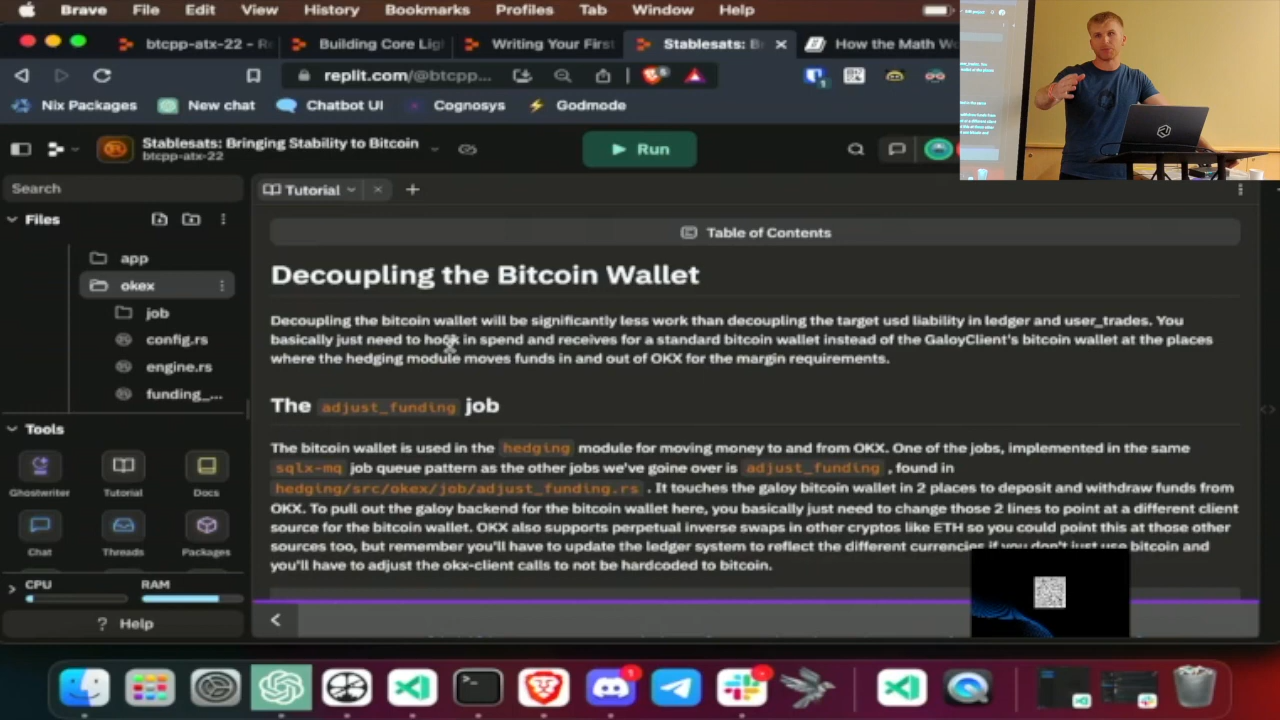 Brave File Edit View History Bookmarks Profiles Tab Window Help
btcpp-atx-22 - R
Building Core Lig
Writing Your First
Stablesats: B
How the Math W
replit.com/@btcpp...
Nix Packages New chat Chatbot UI Cognosys Godmode
Stablesats: Bringing Stability to Bitcoin
btcpp-atx-22
Run
Search
Tutorial
Files
Table of Contents
app
okex
job
config.rs
engine.rs
funding_...
Decoupling the Bitcoin Wallet
Decoupling the bitcoin wallet will be significantly less work than decoupling the target usd liability in ledger and user_trades. You
basically just need to hook in spend and receives for a standard bitcoin wallet instead of the GaloyClient's bitcoin wallet at the places
where the hedging module moves funds in and out of OKX for the margin requirements.
The adjust_funding job
The bitcoin wallet is used in the hedging module for moving money to and from OKX. One of the jobs, implemented in the same
sqlx-mq job queue pattern as the other jobs we've goine over is adjust_funding , found in
hedging/src/okex/job/adjust_funding.rs . It touches the galoy bitcoin wallet in 2 places to deposit and withdraw funds from
OKX. To pull out the galoy backend for the bitcoin wallet here, you basically just need to change those 2 lines to point at a different client
source for the bitcoin wallet. OKX also supports perpetual inverse swaps in other cryptos like ETH so you could point this at those other
sources too, but remember you'll have to update the ledger system to reflect the different currencies if you don't just use bitcoin and
you'll have to adjust the okx-client calls to not be hardcoded to bitcoin.
Tools
Ghostwriter Tutorial Docs
Chat Threads Packages
CPU RAM
? Help